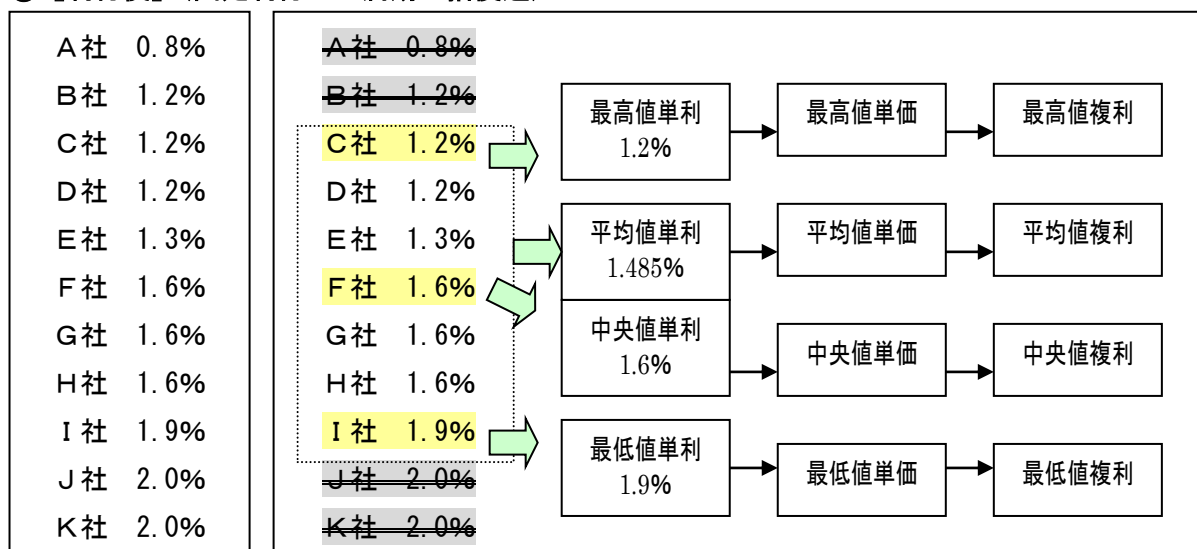 A社 0.8%
B社 1.2%
C社 1.2%
D社 1.2%
E社 1.3%
F社 1.6%
G社 1.6%
H社 1.6%
I社 1.9%
J社 2.0%
K社 2.0%
A社 0.8%
B社 1.2%
C社 1.2%
D社 1.2%
E社 1.3%
F社 1.6%
G社 1.6%
H社 1.6%
I社 1.9%
J社 2.0%
K社 2.0%
最高値単利
1.2%
最高値単価
最高値複利
平均値単利
1.485%
平均値単価
平均値複利
中央値単利
1.6%
中央値単価
中央値複利
最低値単利
1.9%
最低値単価
最低値複利